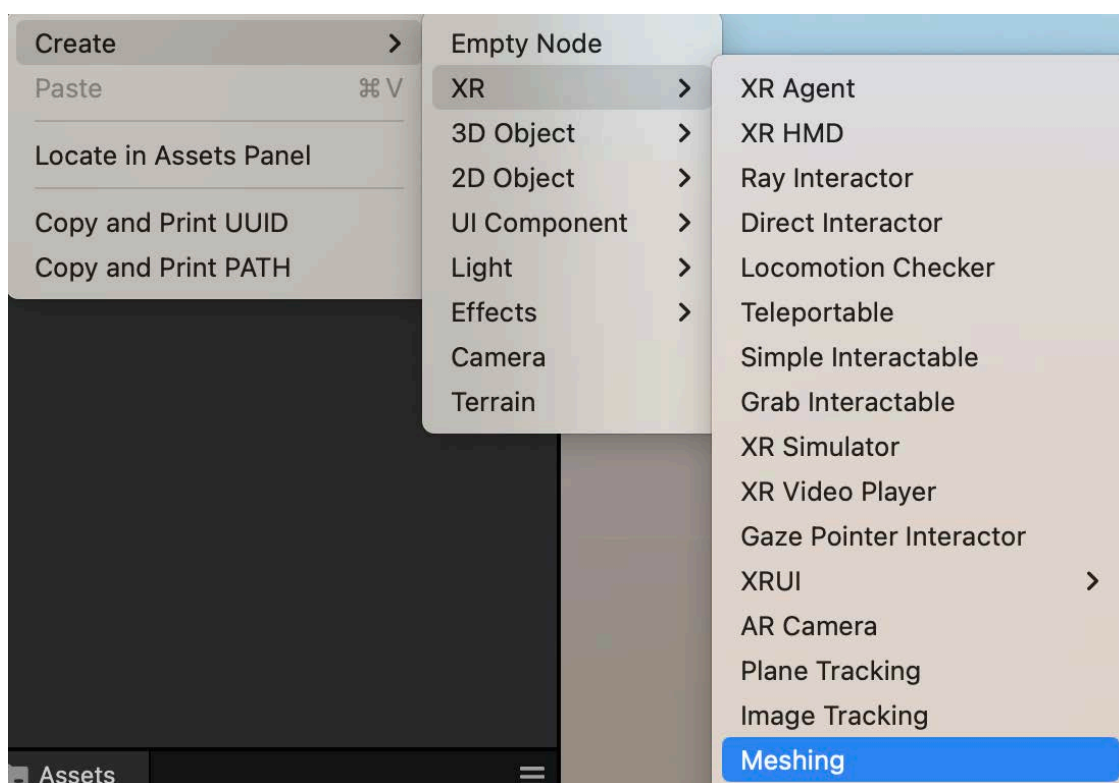 Create
Paste ⌘ V
Locate in Assets Panel
Copy and Print UUID
Copy and Print PATH
Empty Node
XR
3D Object
2D Object
UI Component
Light
Effects
Camera
Terrain
XR Agent
XR HMD
Ray Interactor
Direct Interactor
Locomotion Checker
Teleportable
Simple Interactable
Grab Interactable
XR Simulator
XR Video Player
Gaze Pointer Interactor
XRUI
AR Camera
Plane Tracking
Image Tracking
Meshing
Assets